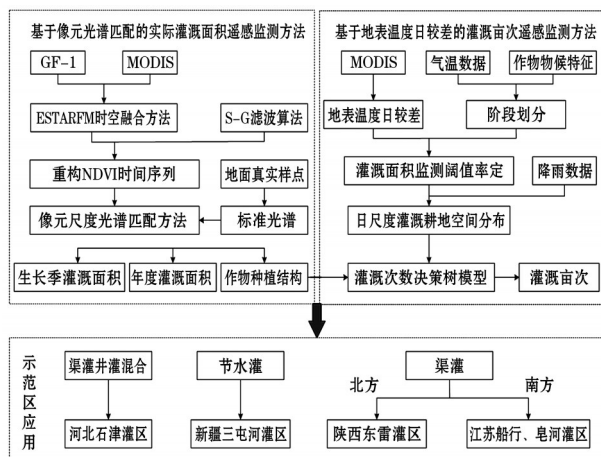 基于像元光谱匹配的实际灌溉面积遥感监测方法
GF-1
MODIS
ESTARFM时空融合方法
S-G滤波算法
重构NDVI时间序列
地面真实样点
像元尺度光谱匹配方法
标准光谱
生长季灌溉面积
年度灌溉面积
作物种植结构
基于地表温度日较差的灌溉亩次遥感监测方法
MODIS
气温数据
作物物候特征
地表温度日较差
阶段划分
灌溉面积监测阈值率定
降雨数据
日尺度灌溉耕地空间分布
灌溉次数决策树模型
灌溉亩次
示范区应用
渠灌井灌混合
节水灌
渠灌
北方
南方
河北石津灌区
新疆三屯河灌区
陕西东雷灌区
江苏船行、皂河灌区